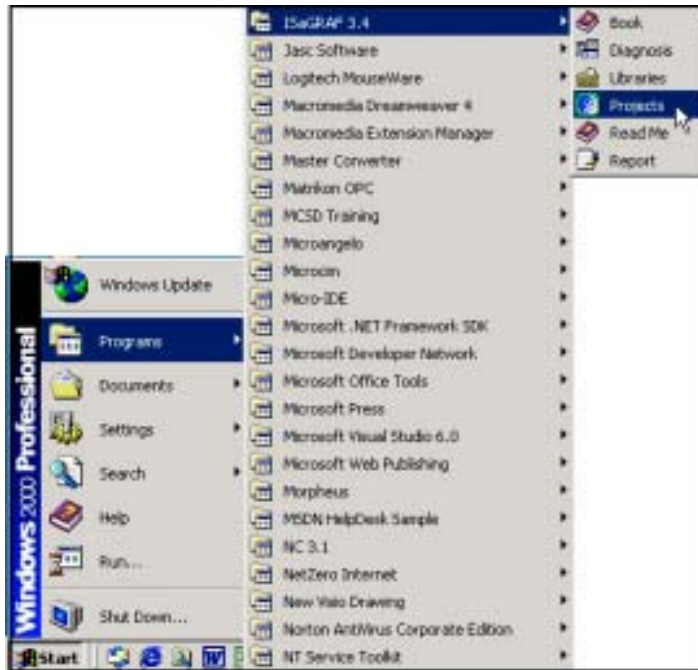 ISaGRAF 3.4
Jasc Software
Logitech MouseWare
Macromedia Dreamweaver 4
Macromedia Extension Manager
Master Converter
Matrikon OPC
MCSD Training
Microangelo
Microcim
Micro-IDE
Microsoft .NET Framework SDK
Microsoft Developer Network
Microsoft Office Tools
Microsoft Press
Microsoft Visual Studio 6.0
Microsoft Web Publishing
Morpheus
MSDN HelpDesk Sample
NC 3.1
NetZero Internet
New Visio Drawing
Norton AntiVirus Corporate Edition
NT Service Toolkit
Book
Diagnosis
Libraries
Projects
Read Me
Report
Windows Update
Programs
Documents
Settings
Search
Help
Run...
Shut Down...
Windows 2000 Professional
Start